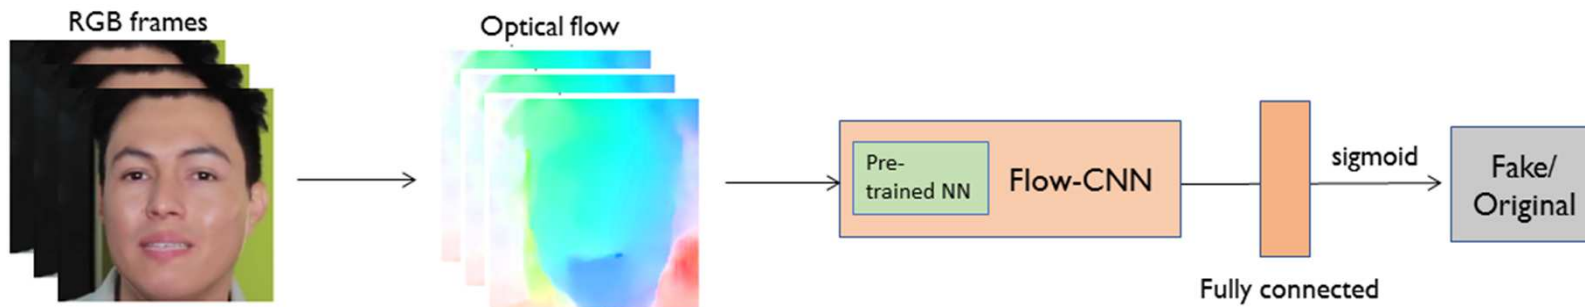 RGB frames
Optical flow
Pre-
trained NN
Flow-CNN
Fully connected
sigmoid
Fake/
Original